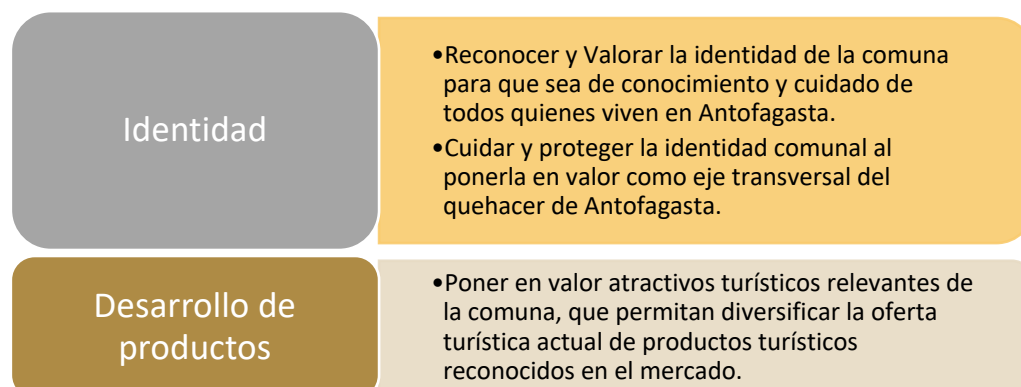 Identidad
•Reconocer y Valorar la identidad de la comuna
para que sea de conocimiento y cuidado de
todos quienes viven en Antofagasta.
•Cuidar y proteger la identidad comunal al
ponerla en valor como eje transversal del
quehacer de Antofagasta.
Desarrollo de
productos
•Poner en valor atractivos turísticos relevantes de
la comuna, que permitan diversificar la oferta
turística actual de productos turísticos
reconocidos en el mercado.